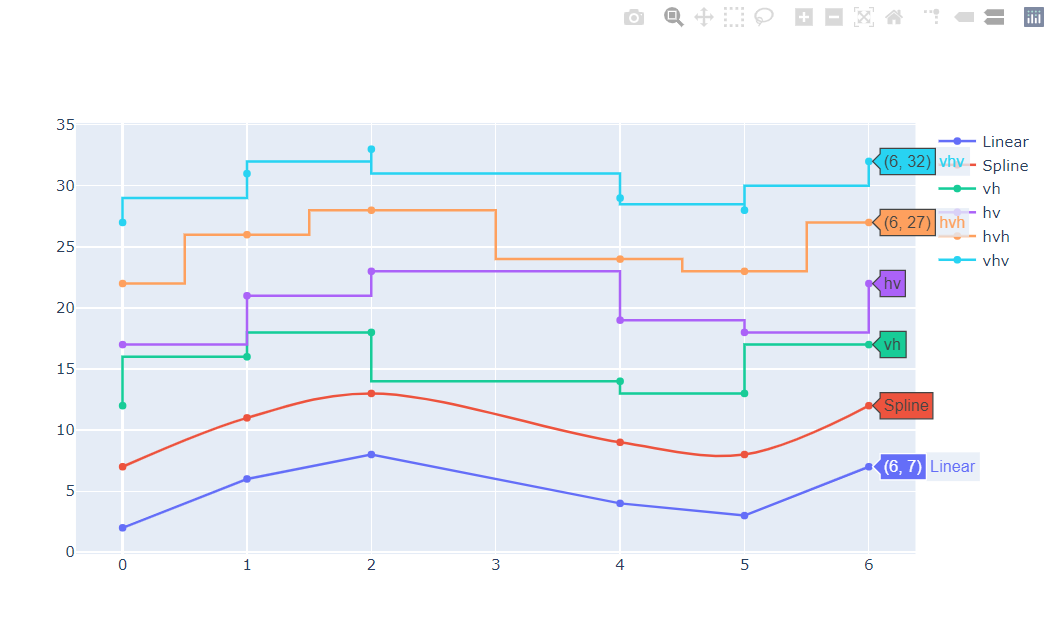 35
30
25
20
15
10
5
0
0 1 2 3 4 5 6
(6, 32) vhv
(6, 27) hvh
hv
vh
Spline
(6, 7) Linear
Linear
Spline
vh
hv
hvh
vhv